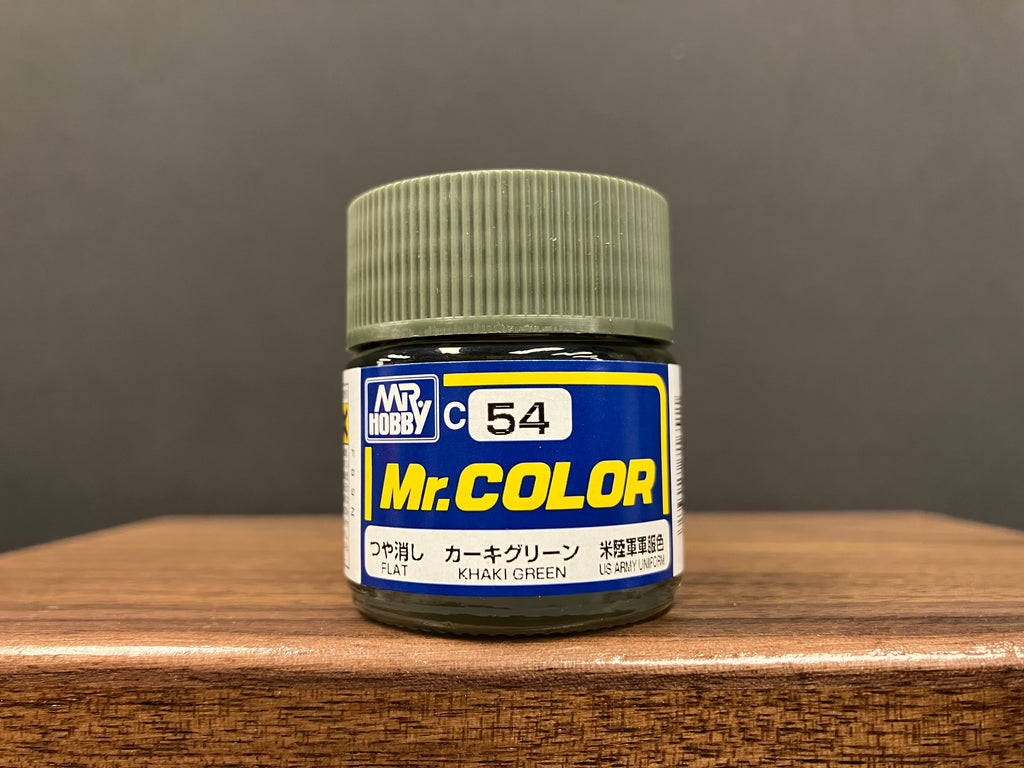 MR. HOBBY
C 54
Mr.COLOR
つや消し カーキグリーン 米陸軍軍服色
FLAT KHAKI GREEN US ARMY UNIFORM